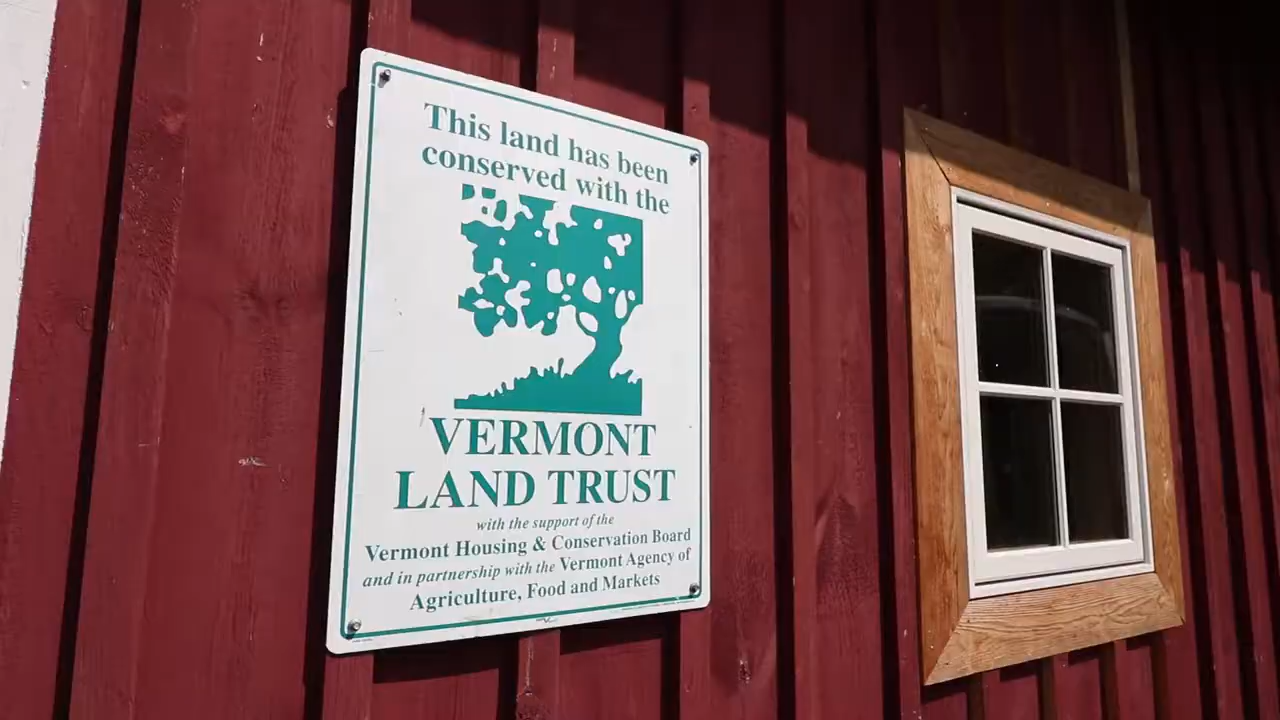 This land has been
conserved with the
VERMONT
LAND TRUST
with the support of the
Vermont Housing & Conservation Board
and in partnership with the Vermont Agency of
Agriculture, Food and Markets